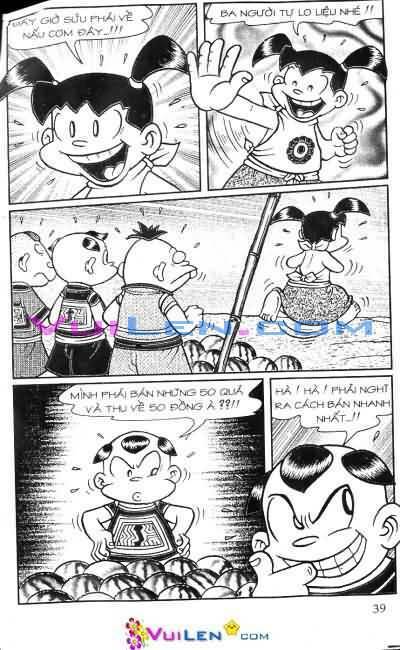 BÂY GIỜ SỬU PHẢI VỀ
NẤU CƠM ĐÂY...!!!
BA NGƯỜI TỰ LO LIỆU NHÉ !!
VuiLen.com
MÌNH PHẢI BÁN NHỮNG 50 QUẢ
VÀ THU VỀ 50 ĐỒNG À ??!!
HÀ ! HÀ ! PHẢI NGHĨ
RA CÁCH BÁN NHANH
NHẤT...!!
39
VuiLen.com